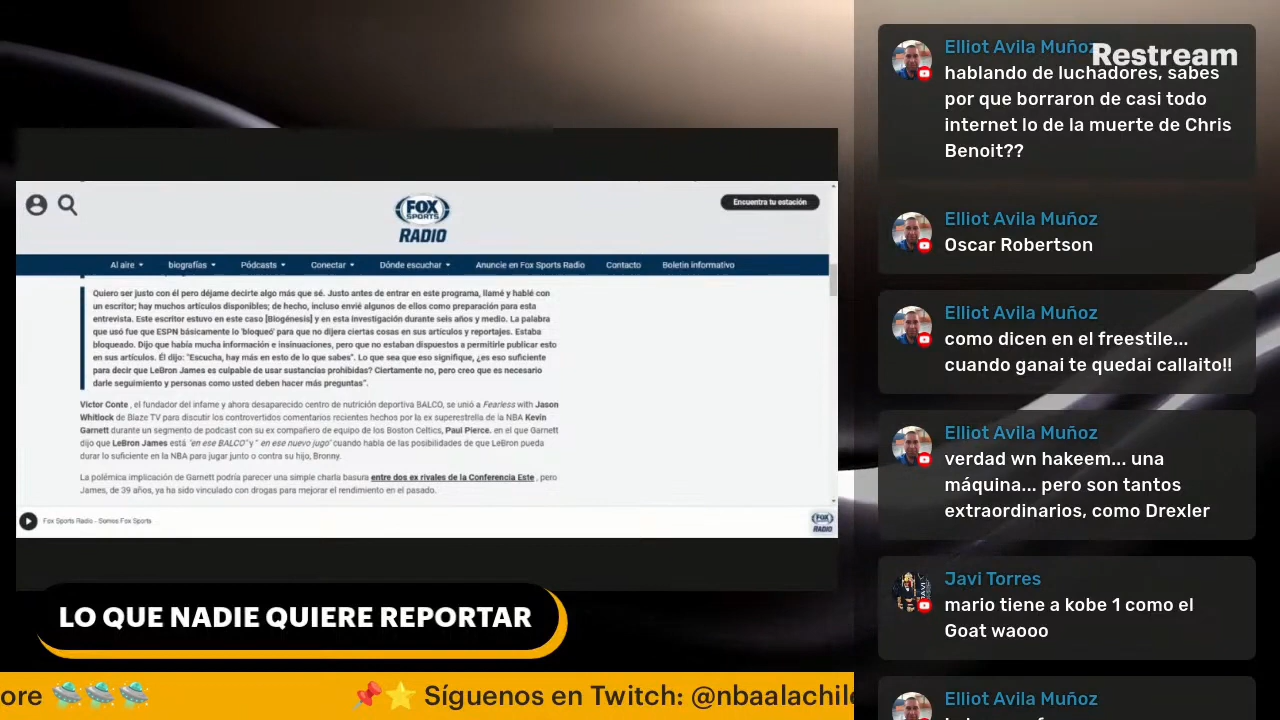 FOX
SPORTS
RADIO
Encuentra tu estación
Al aire
biografías
Pódcasts
Conectar
Dónde escuchar
Anuncie en Fox Sports Radio
Contacto
Boletin informativo
Quiero ser justo con él pero déjame decirte algo más que sé. Justo antes de entrar en este programa, llamé y hablé con
un escritor; hay muchos artículos disponibles; de hecho, incluso envié algunos de ellos como preparación para esta
entrevista. Este escritor estuvo en este caso [Biogénesis] y en esta investigación durante seis años y medio. La palabra
que usó fue que ESPN básicamente lo 'bloqueó' para que no dijera ciertas cosas en sus artículos y reportajes. Estaba
bloqueado. Dijo que había mucha información e insinuaciones, pero que no estaban dispuestos a permitirle publicar esto
en sus artículos. Él dijo: "Escucha, hay más en esto de lo que sabes". Lo que sea que eso signifique, ¿es eso suficiente
para decir que LeBron James es culpable de usar sustancias prohibidas? Ciertamente no, pero creo que es necesario
darle seguimiento y personas como usted deben hacer más preguntas".
Victor Conte , el fundador del infame y ahora desaparecido centro de nutrición deportiva BALCO, se unió a Fearless with Jason
Whitlock de Blaze TV para discutir los controvertidos comentarios recientes hechos por la ex superestrella de la NBA Kevin
Garnett durante un segmento de podcast con su ex compañero de equipo de los Boston Celtics, Paul Pierce. en el que Garnett
dijo que LeBron James está "en ese BALCO" y " en ese nuevo jugo" cuando habla de las posibilidades de que LeBron pueda
durar lo suficiente en la NBA para jugar junto o contra su hijo, Bronny.
La polémica implicación de Garnett podría parecer una simple charla basura entre dos ex rivales de la Conferencia Este , pero
James, de 39 años, ya ha sido vinculado con drogas para mejorar el rendimiento en el pasado.
Fox Sports Radio - Somos Fox Sports
FOX
RADIO
LO QUE NADIE QUIERE REPORTAR
ore 🛸🛸🛸 📌⭐ Síguenos en Twitch: @nbaalachile
Restream
Elliot Avila Muñoz
hablando de luchadores, sabes
por que borraron de casi todo
internet lo de la muerte de Chris
Benoit??
Elliot Avila Muñoz
Oscar Robertson
Elliot Avila Muñoz
como dicen en el freestile...
cuando ganai te quedai callaito!!
Elliot Avila Muñoz
verdad wn hakeem... una
máquina... pero son tantos
extraordinarios, como Drexler
Javi Torres
mario tiene a kobe 1 como el
Goat waooo
Elliot Avila Muñoz